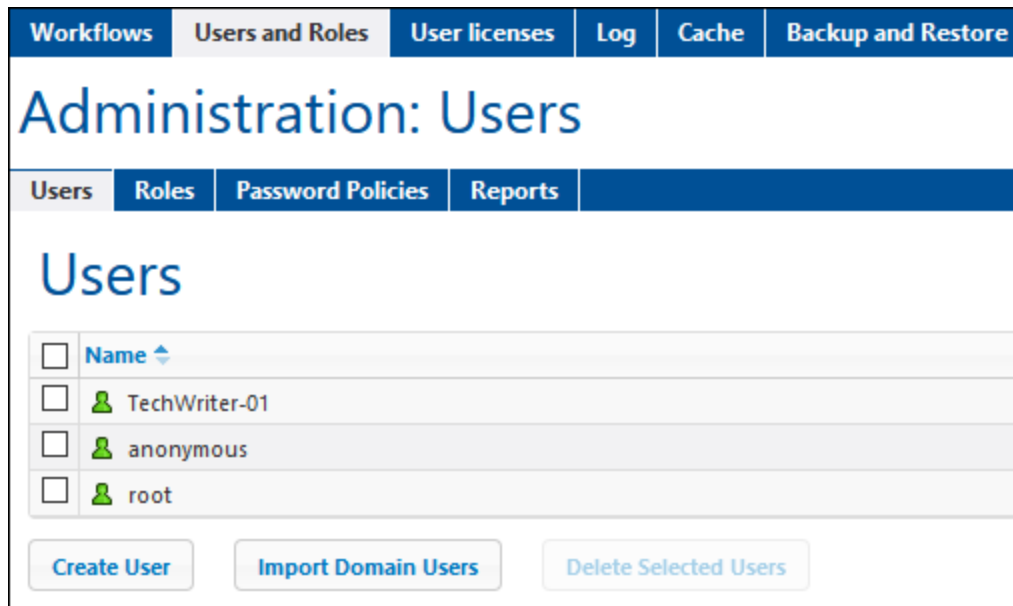 Workflows Users and Roles User licenses Log Cache Backup and Restore
Administration: Users
Users Roles Password Policies Reports
Users
Name
TechWriter-01
anonymous
root
Create User Import Domain Users Delete Selected Users